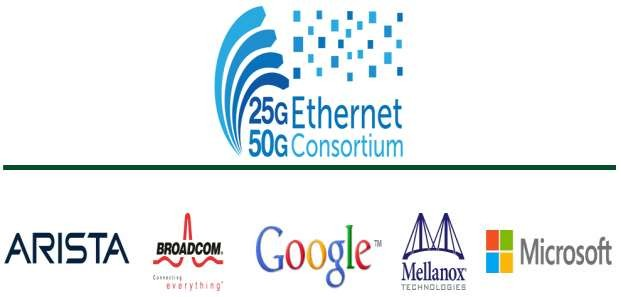 25G Ethernet
50G Consortium
ARISTA
BROADCOM®
Connecting
everything®
Google™
Mellanox®
TECHNOLOGIES
Microsoft